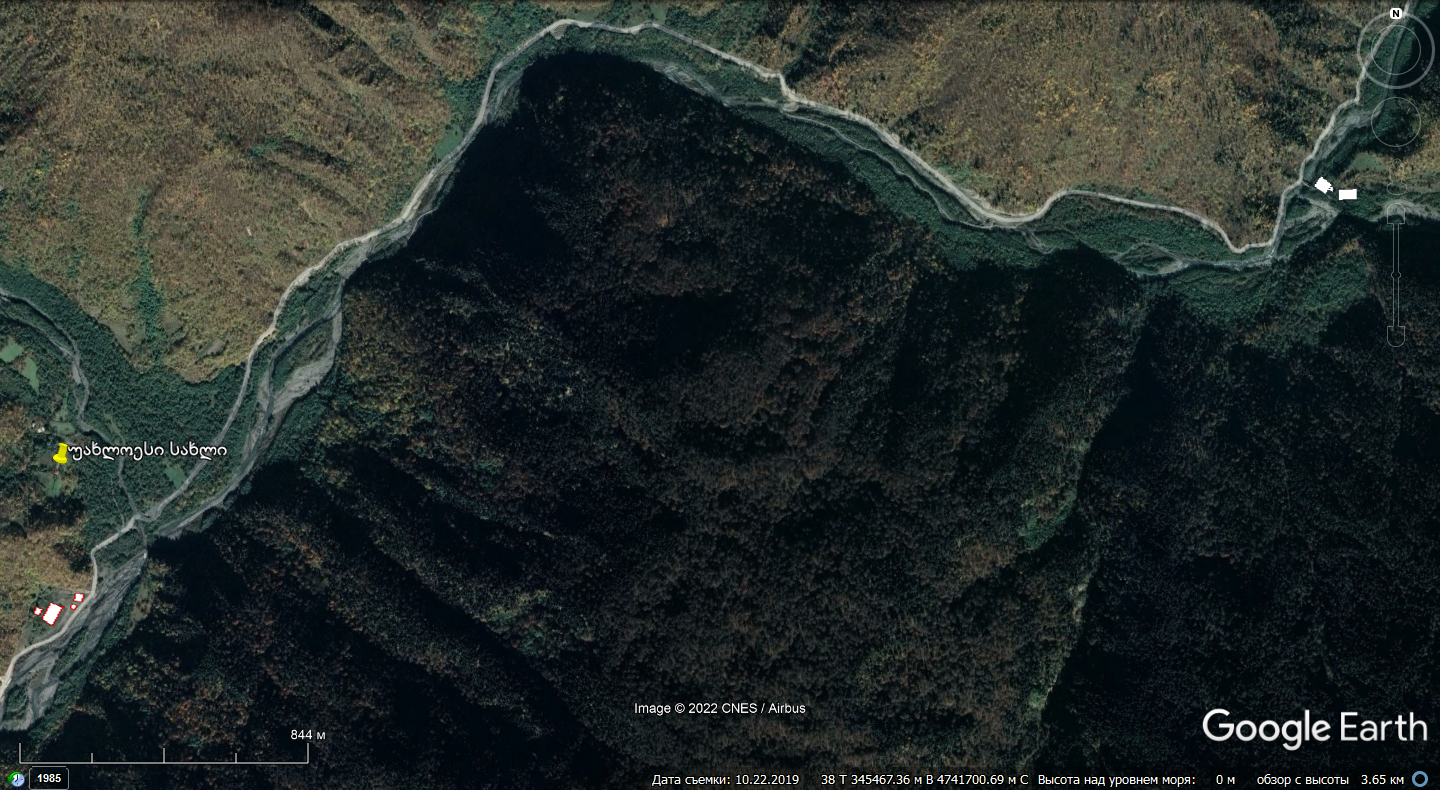 N
უახლოესი სახლი
Image © 2022 CNES / Airbus
Google Earth
844 м
1985
Дата съемки: 10.22.2019 38 T 345467.36 м В 4741700.69 м С Высота над уровнем моря: 0 м обзор с высоты 3.65 км